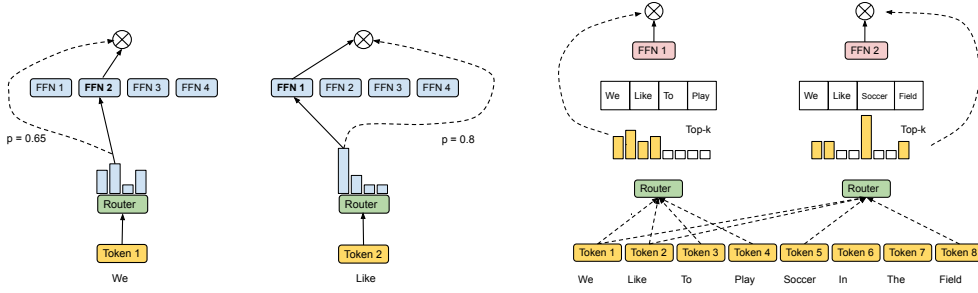 FFN 1 FFN 2 FFN 3 FFN 4
p = 0.65
Router
Token 1
We
FFN 1 FFN 2 FFN 3 FFN 4
p = 0.8
Router
Token 2
Like
FFN 1 FFN 2
We Like To Play
We Like Soccer Field
Top-k Top-k
Router Router
Token 1 Token 2 Token 3 Token 4 Token 5 Token 6 Token 7 Token 8
We Like To Play Soccer In The Field